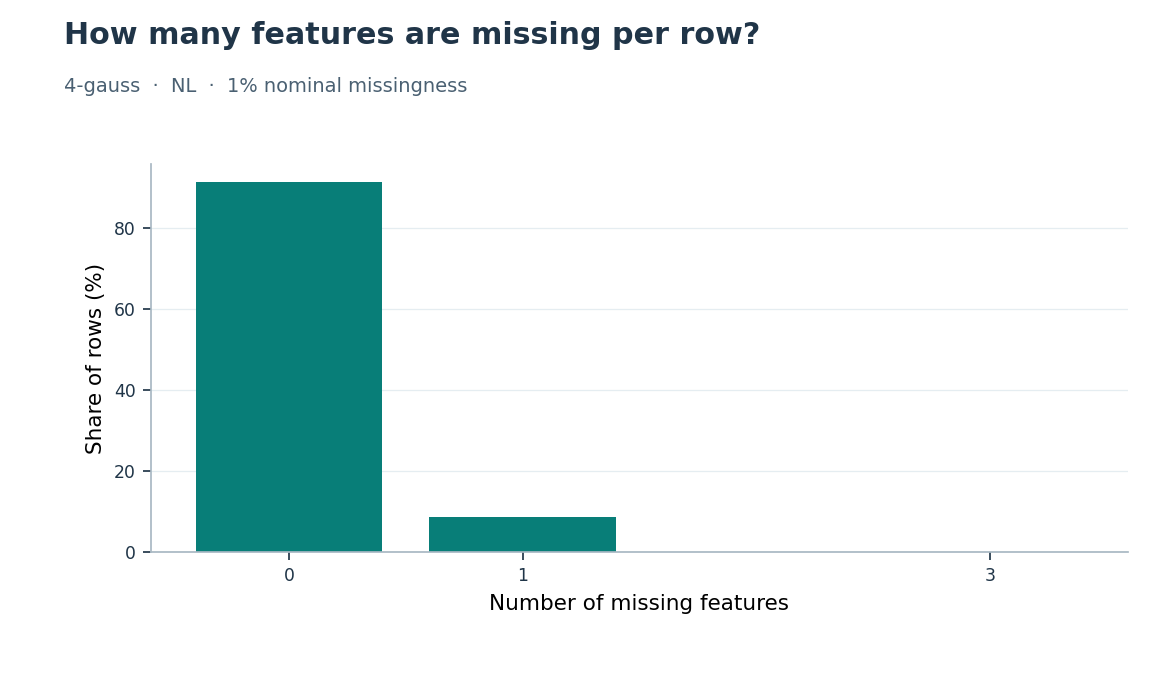 How many features are missing per row?
4-gauss · NL · 1% nominal missingness
Share of rows (%)
80
60
40
20
0
0 1 3
Number of missing features